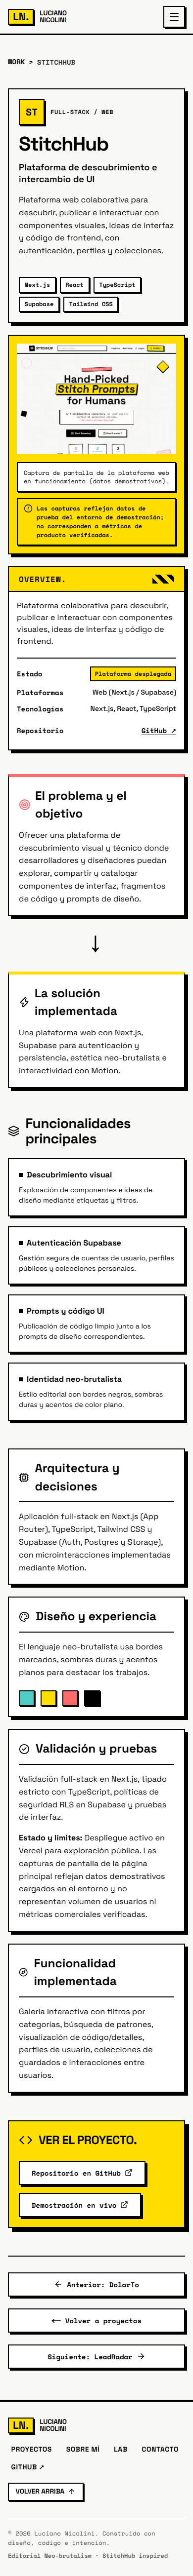 LN.
LUCIANO
NICOLINI
WORK > STITCHHUB
ST
FULL-STACK / WEB
StitchHub
Plataforma de descubrimiento e
intercambio de UI
Plataforma web colaborativa para
descubrir, publicar e interactuar con
componentes visuales, ideas de interfaz
y código de frontend, con
autenticación, perfiles y colecciones.
Next.js
React
TypeScript
Supabase
Tailwind CSS
Hand-Picked
Stitch Prompts
for Humans
Captura de pantalla de la plataforma web
en funcionamiento (datos demostrativos).
Las capturas reflejan datos de
prueba del entorno de demostración;
no corresponden a métricas de
producto verificadas.
OVERVIEW.
Plataforma colaborativa para descubrir,
publicar e interactuar con componentes
visuales, ideas de interfaz y código de
frontend.
Estado
Plataforma desplegada
Plataformas
Web (Next.js / Supabase)
Tecnologías
Next.js, React, TypeScript
Repositorio
GitHub ↗
El problema y el
objetivo
Ofrecer una plataforma de
descubrimiento visual y técnico donde
desarrolladores y diseñadores puedan
explorar, compartir y catalogar
componentes de interfaz, fragmentos
de código y prompts de diseño.
↓
La solución
implementada
Una plataforma web con Next.js,
Supabase para autenticación y
persistencia, estética neo-brutalista e
interactividad con Motion.
Funcionalidades
principales
Descubrimiento visual
Exploración de componentes e ideas de
diseño mediante etiquetas y filtros.
Autenticación Supabase
Gestión segura de cuentas de usuario, perfiles
públicos y colecciones personales.
Prompts y código UI
Publicación de código limpio junto a los
prompts de diseño correspondientes.
Identidad neo-brutalista
Estilo editorial con bordes negros, sombras
duras y acentos de color plano.
Arquitectura y
decisiones
Aplicación full-stack en Next.js (App
Router), TypeScript, Tailwind CSS y
Supabase (Auth, Postgres y Storage),
con microinteracciones implementadas
mediante Motion.
Diseño y experiencia
El lenguaje neo-brutalista usa bordes
marcados, sombras duras y acentos
planos para destacar los trabajos.
Validación y pruebas
Validación full-stack en Next.js, tipado
estricto con TypeScript, políticas de
seguridad RLS en Supabase y pruebas
de interfaz.
Estado y límites: Despliegue activo en
Vercel para exploración pública. Las
capturas de pantalla de la página
principal reflejan datos demostrativos
cargados en el entorno y no
representan volumen de usuarios ni
métricas comerciales verificadas.
Funcionalidad
implementada
Galería interactiva con filtros por
categorías, búsqueda de patrones,
visualización de código/detalles,
perfiles de usuario, colecciones de
guardados e interacciones entre
usuarios.
VER EL PROYECTO.
Repositorio en GitHub
Demostración en vivo
← Anterior: DolarTo
⟵ Volver a proyectos
Siguiente: LeadRadar →
LN.
LUCIANO
NICOLINI
PROYECTOS SOBRE MÍ LAB CONTACTO
GITHUB ↗
VOLVER ARRIBA ↑
© 2026 Luciano Nicolini. Construido con
diseño, código e intención.
Editorial Neo-brutalism · StitchHub inspired